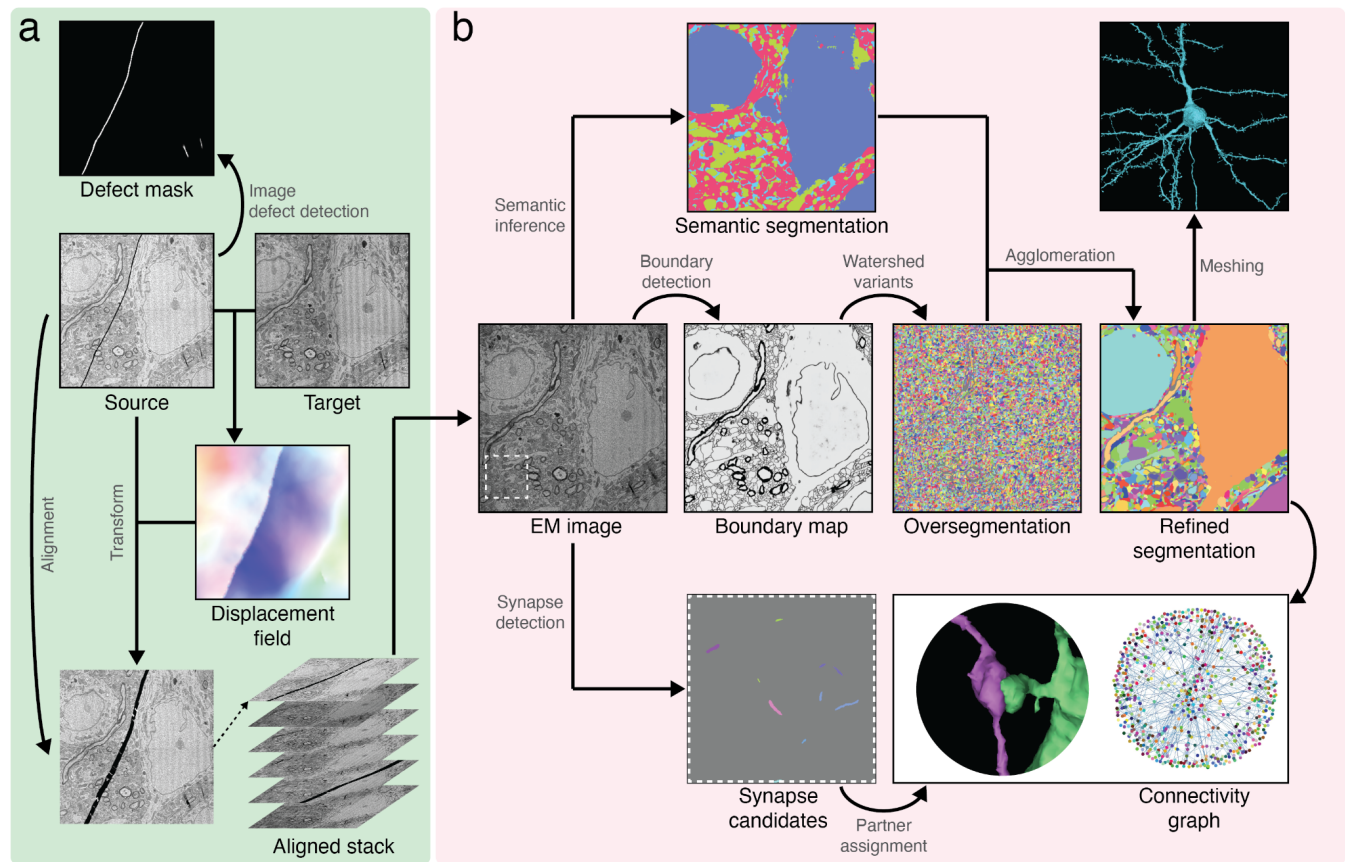 a
Defect mask
Image
defect detection
Source
Target
Alignment
Transform
Displacement
field
Aligned stack
b
Semantic
inference
Semantic segmentation
Boundary
detection
Watershed
variants
Agglomeration
Meshing
EM image
Boundary map
Oversegmentation
Refined
segmentation
Synapse
detection
Synapse
candidates
Partner
assignment
Connectivity
graph